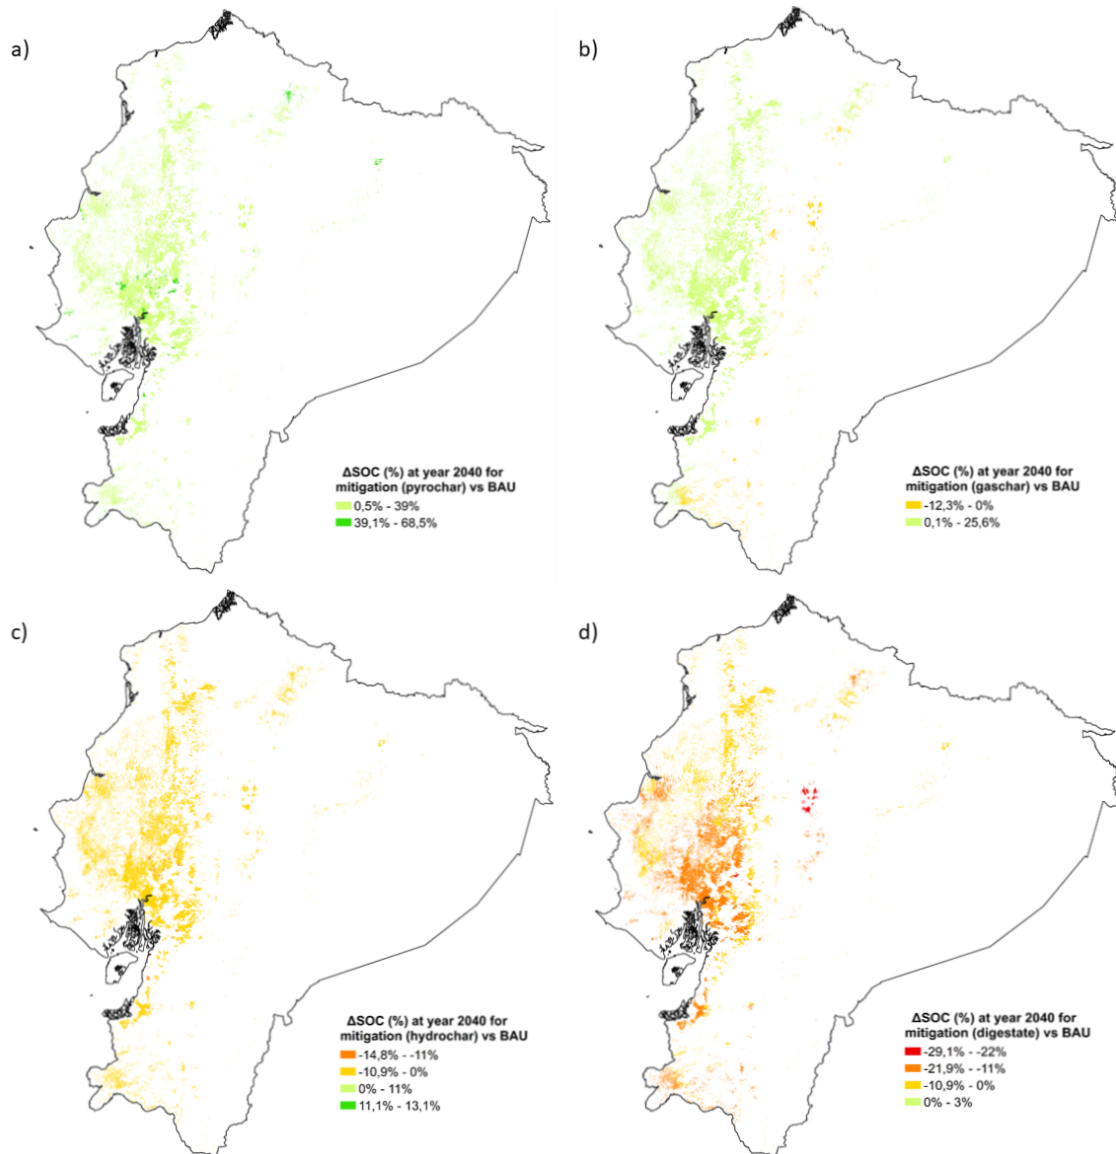 a)
ΔSOC (%) at year 2040 for
mitigation (pyrochar) vs BAU
0,5% - 39%
39,1% - 68,5%
b)
ΔSOC (%) at year 2040 for
mitigation (gaschar) vs BAU
-12,3% - 0%
0,1% - 25,6%
c)
ΔSOC (%) at year 2040 for
mitigation (hydrochar) vs BAU
-14,8% - -11%
-10,9% - 0%
0% - 11%
11,1% - 13,1%
d)
ΔSOC (%) at year 2040 for
mitigation (digestate) vs BAU
-29,1% - -22%
-21,9% - -11%
-10,9% - 0%
0% - 3%